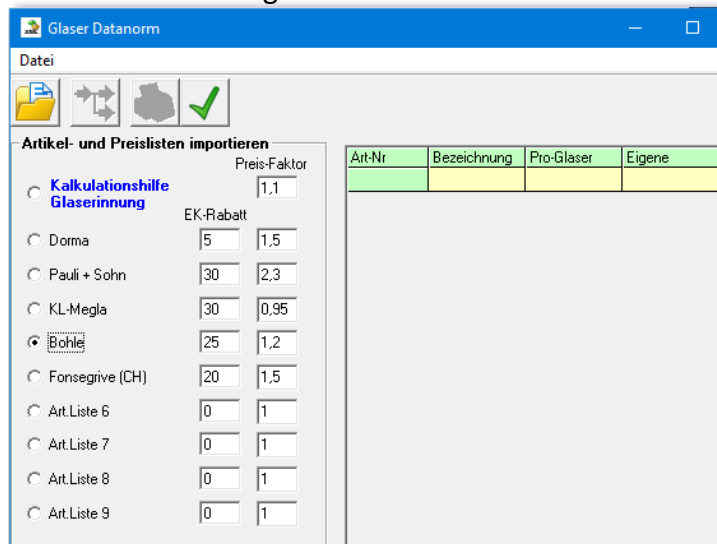 Glaser Datanorm
Datei
Artikel- und Preislisten importieren
Preis-Faktor
Kalkulationshilfe Glaserinnung 1,1
EK-Rabatt
Dorma 5 1,5
Pauli + Sohn 30 2,3
KL-Megla 30 0,95
Bohle 25 1,2
Fonsegrive (CH) 20 1,5
Art.Liste 6 0 1
Art.Liste 7 0 1
Art.Liste 8 0 1
Art.Liste 9 0 1
Art-Nr Bezeichnung Pro-Glaser Eigene